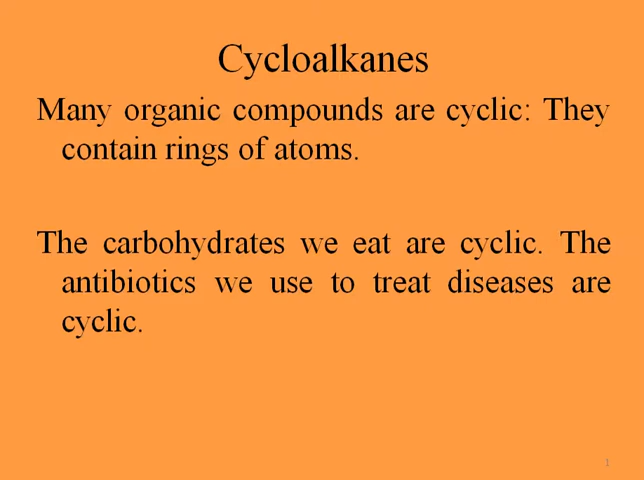 Cycloalkanes
Many organic compounds are cyclic: They
contain rings of atoms.
The carbohydrates we eat are cyclic. The
antibiotics we use to treat diseases are
cyclic.
1